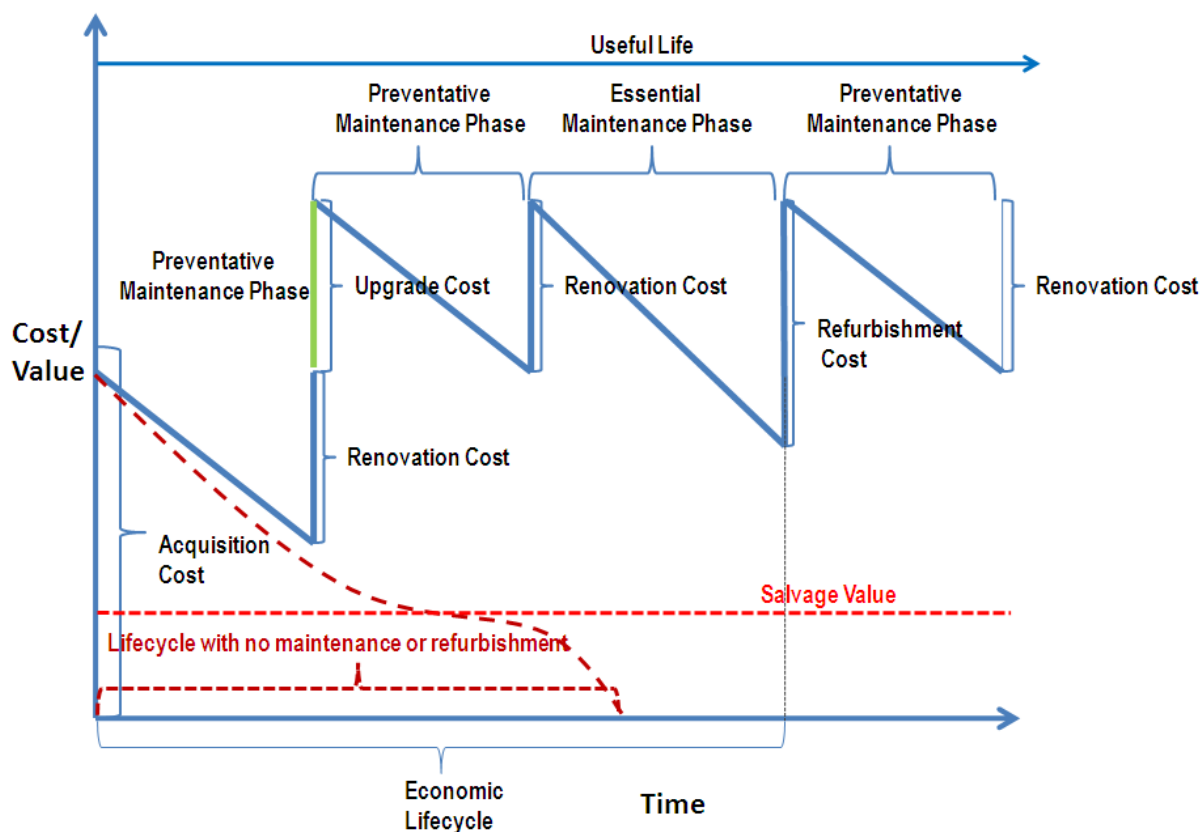 Useful Life
Preventative
Maintenance Phase
Essential
Maintenance Phase
Preventative
Maintenance Phase
Preventative
Maintenance Phase
Upgrade Cost
Renovation Cost
Renovation Cost
Refurbishment
Cost
Cost/
Value
Renovation Cost
Acquisition
Cost
Salvage Value
Lifecycle with no maintenance or refurbishment
Economic
Lifecycle
Time